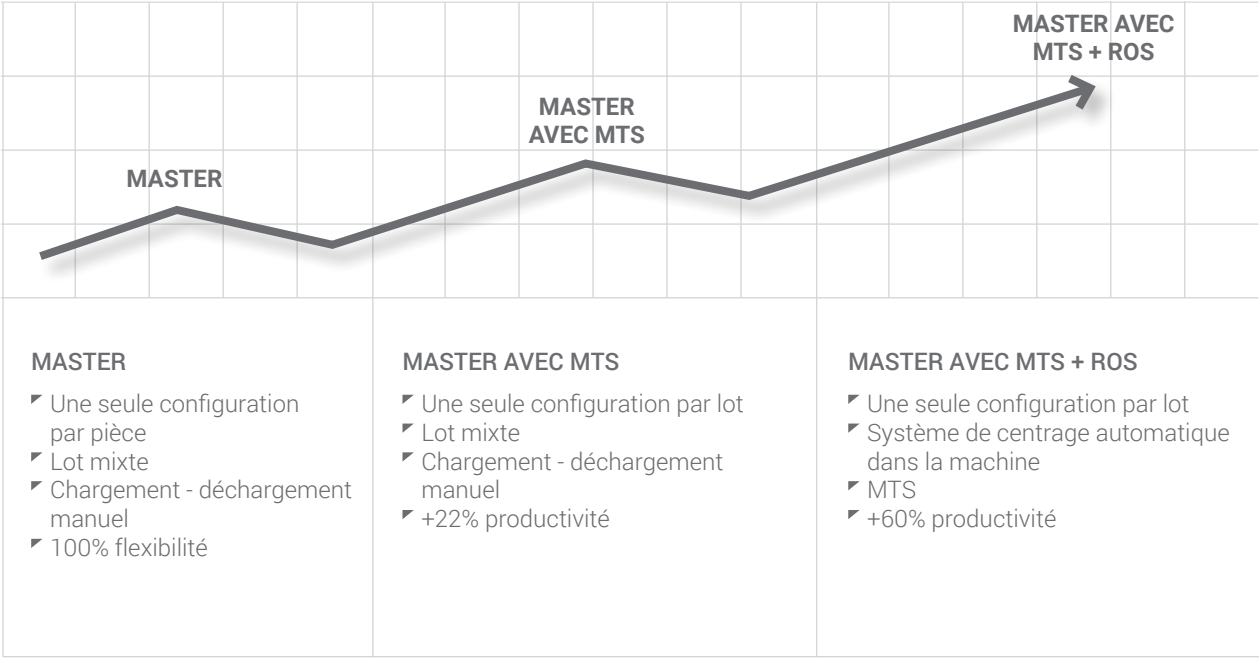 MASTER AVEC
MTS + ROS
MASTER
AVEC MTS
MASTER
MASTER
Une seule configuration
par pièce
Lot mixte
Chargement - déchargement
manuel
100% flexibilité
MASTER AVEC MTS
Une seule configuration par lot
Lot mixte
Chargement - déchargement
manuel
+22% productivité
MASTER AVEC MTS + ROS
Une seule configuration par lot
Système de centrage automatique
dans la machine
MTS
+60% productivité